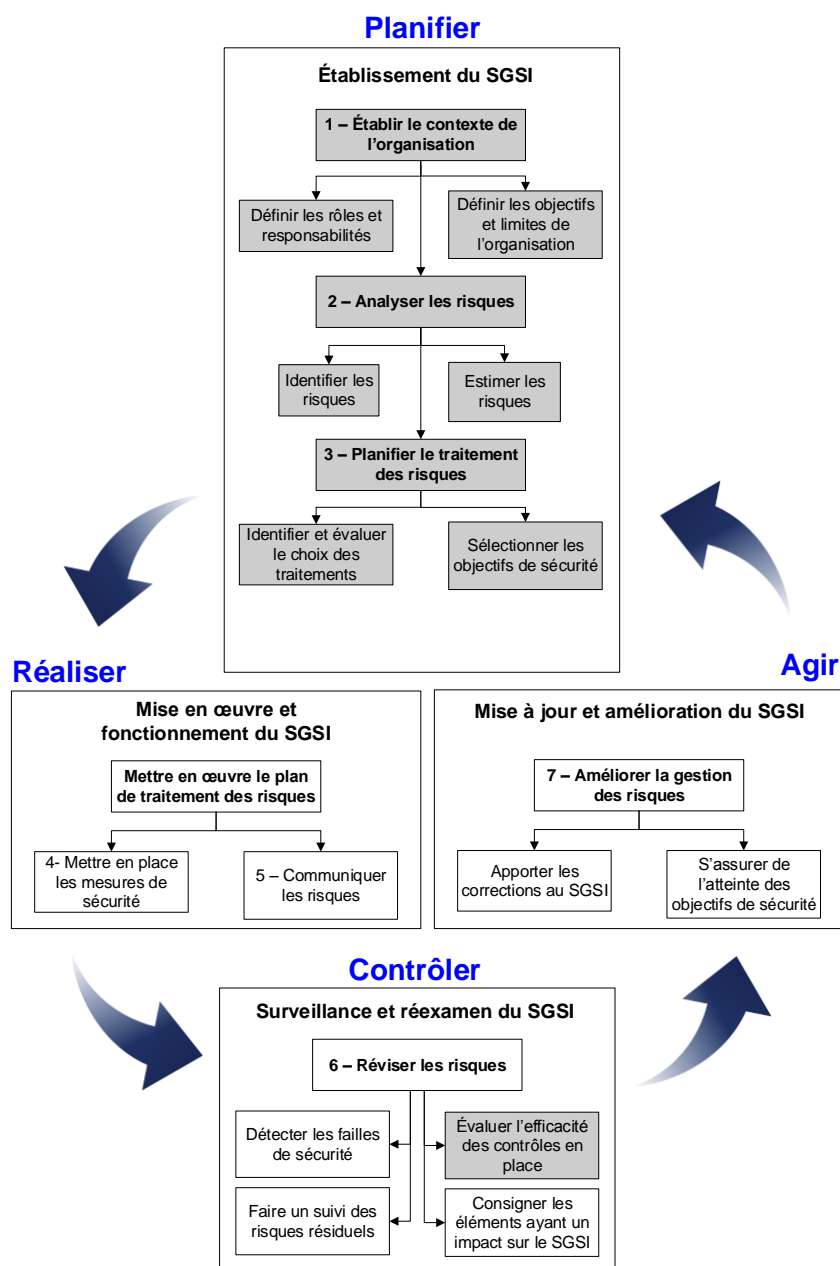 Planifier
Établissement du SGSI
1 – Établir le contexte de
l’organisation
Définir les rôles et
responsabilités
Définir les objectifs
et limites de
l’organisation
2 – Analyser les risques
Identifier les
risques
Estimer les
risques
3 – Planifier le traitement
des risques
Identifier et évaluer
le choix des
traitements
Sélectionner les
objectifs de sécurité
Réaliser
Mise en œuvre et
fonctionnement du SGSI
Mettre en œuvre le plan
de traitement des risques
4- Mettre en place
les mesures de
sécurité
5 – Communiquer
les risques
Agir
Mise à jour et amélioration du SGSI
7 – Améliorer la gestion
des risques
Apporter les
corrections au SGSI
S’assurer de
l’atteinte des
objectifs de sécurité
Contrôler
Surveillance et réexamen du SGSI
6 – Réviser les risques
Détecter les failles
de sécurité
Évaluer l’efficacité
des contrôles en
place
Faire un suivi des
risques résiduels
Consigner les
éléments ayant un
impact sur le SGSI